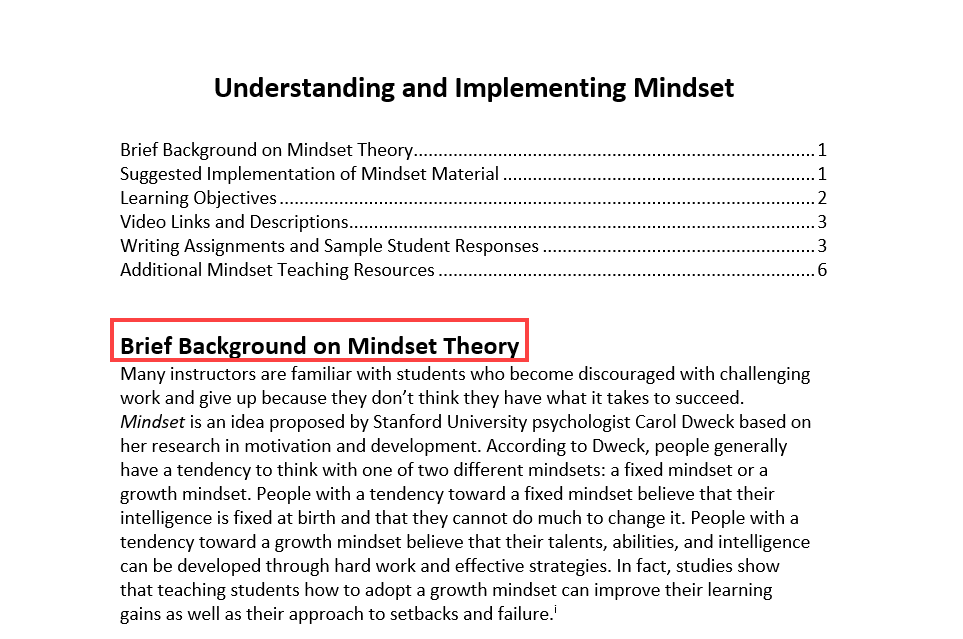 Understanding and Implementing Mindset
Brief Background on Mindset Theory................................................................................1
Suggested Implementation of Mindset Material ..............................................................1
Learning Objectives..........................................................................................................2
Video Links and Descriptions............................................................................................3
Writing Assignments and Sample Student Responses ......................................................3
Additional Mindset Teaching Resources ...........................................................................6
Brief Background on Mindset Theory
Many instructors are familiar with students who become discouraged with challenging
work and give up because they don’t think they have what it takes to succeed.
Mindset is an idea proposed by Stanford University psychologist Carol Dweck based on
her research in motivation and development. According to Dweck, people generally
have a tendency to think with one of two different mindsets: a fixed mindset or a
growth mindset. People with a tendency toward a fixed mindset believe that their
intelligence is fixed at birth and that they cannot do much to change it. People with a
tendency toward a growth mindset believe that their talents, abilities, and intelligence
can be developed through hard work and effective strategies. In fact, studies show
that teaching students how to adopt a growth mindset can improve their learning
gains as well as their approach to setbacks and failure.i